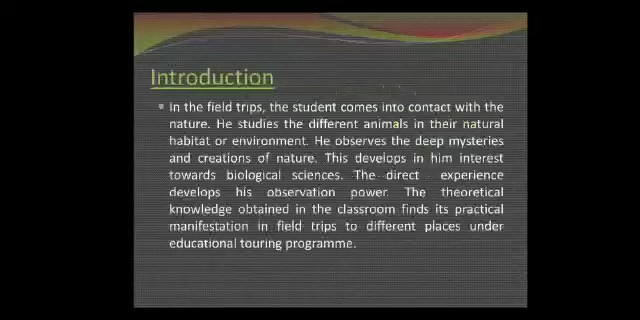 Introduction
In the field trips, the student comes into contact with the
nature. He studies the different animals in their natural
habitat or environment. He observes the deep mysteries
and creations of nature. This develops in him interest
towards biological sciences. The direct experience
develops his observation power. The theoretical
knowledge obtained in the classroom finds its practical
manifestation in field trips to different places under
educational touring programme.